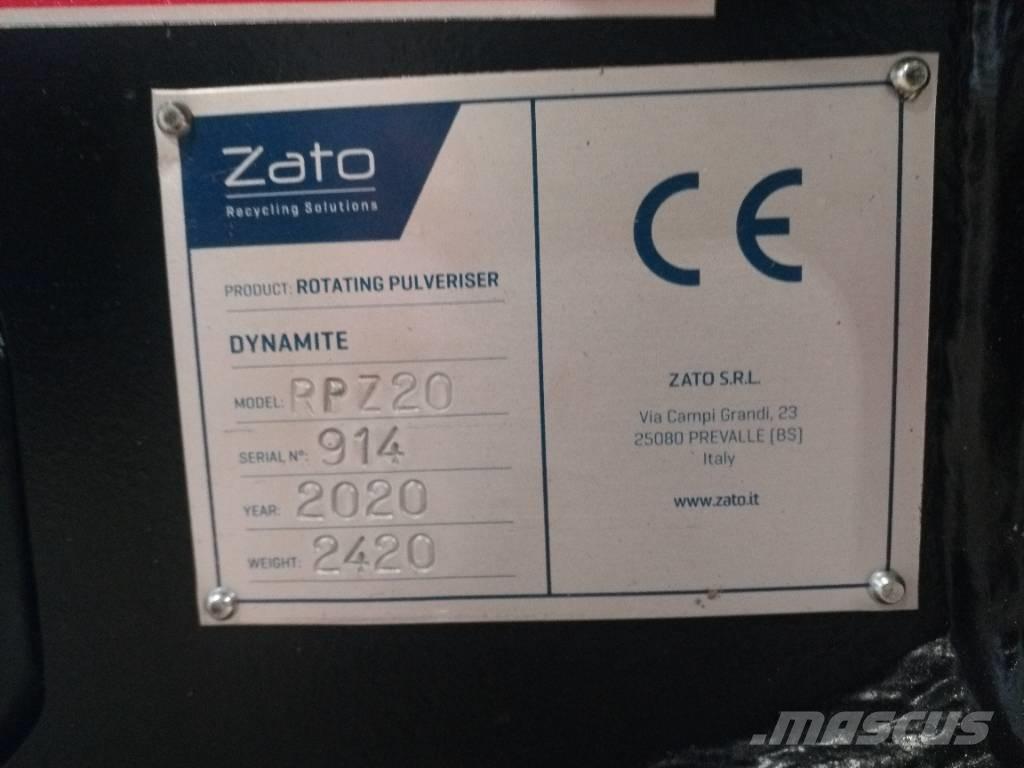 Zato
Recycling Solutions
PRODUCT: ROTATING PULVERISER
DYNAMITE
MODEL: RPZ20
SERIAL N°: 914
YEAR: 2020
WEIGHT: 2420
CE
ZATO S.R.L.
Via Campi Grandi, 23
25080 PREVALLE [BS]
Italy
www.zato.it
.MASCUS